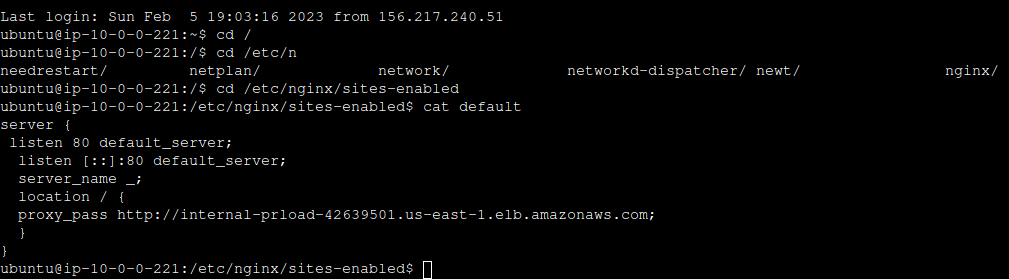 Last login: Sun Feb  5 19:03:16 2023 from 156.217.240.51
ubuntu@ip-10-0-0-221:~$ cd /
ubuntu@ip-10-0-0-221:/$ cd /etc/n
needrestart/         netplan/             network/             networkd-dispatcher/ newt/                nginx/
ubuntu@ip-10-0-0-221:/$ cd /etc/nginx/sites-enabled
ubuntu@ip-10-0-0-221:/etc/nginx/sites-enabled$ cat default
server {
 listen 80 default_server;
  listen [::]:80 default_server;
  server_name _;
  location / {
  proxy_pass http://internal-prload-42639501.us-east-1.elb.amazonaws.com;
  }
}
ubuntu@ip-10-0-0-221:/etc/nginx/sites-enabled$